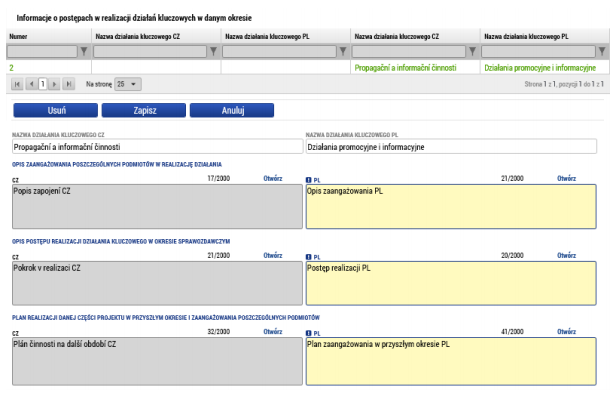 Informacje o postępach w realizacji działań kluczowych w danym okresie
Numer Nazwa działania kluczowego CZ Nazwa działania kluczowego PL Nazwa działania kluczowego CZ Nazwa działania kluczowego PL
2 Propagační a informační činnosti Działania promocyjne i informacyjne
1 Na stronę 25 Strona 1 z 1, pozycji 1 do 1 z 1
Usuń Zapisz Anuluj
NAZWA DZIAŁANIA KLUCZOWEGO CZ NAZWA DZIAŁANIA KLUCZOWEGO PL
Propagační a informační činnosti Działania promocyjne i informacyjne
OPIS ZAANGAŻOWANIA POSZCZEGÓLNYCH PODMIOTÓW W REALIZACJĘ DZIAŁANIA
CZ 17/2000 Otwórz PL 21/2000 Otwórz
Popis zapojení CZ Opis zaangażowania PL
OPIS POSTĘPU REALIZACJI DZIAŁANIA KLUCZOWEGO W OKRESIE SPRAWOZDAWCZYM
CZ 21/2000 Otwórz PL 20/2000 Otwórz
Pokrok v realizaci CZ Postęp realizacji PL
PLAN REALIZACJI DANEJ CZĘŚCI PROJEKTU W PRZYSZŁYM OKRESIE I ZAANGAŻOWANIA POSZCZEGÓLNYCH PODMIOTÓW
CZ 32/2000 Otwórz PL 41/2000 Otwórz
Plán činnosti na další období CZ Plan zaangażowania w przyszłym okresie PL